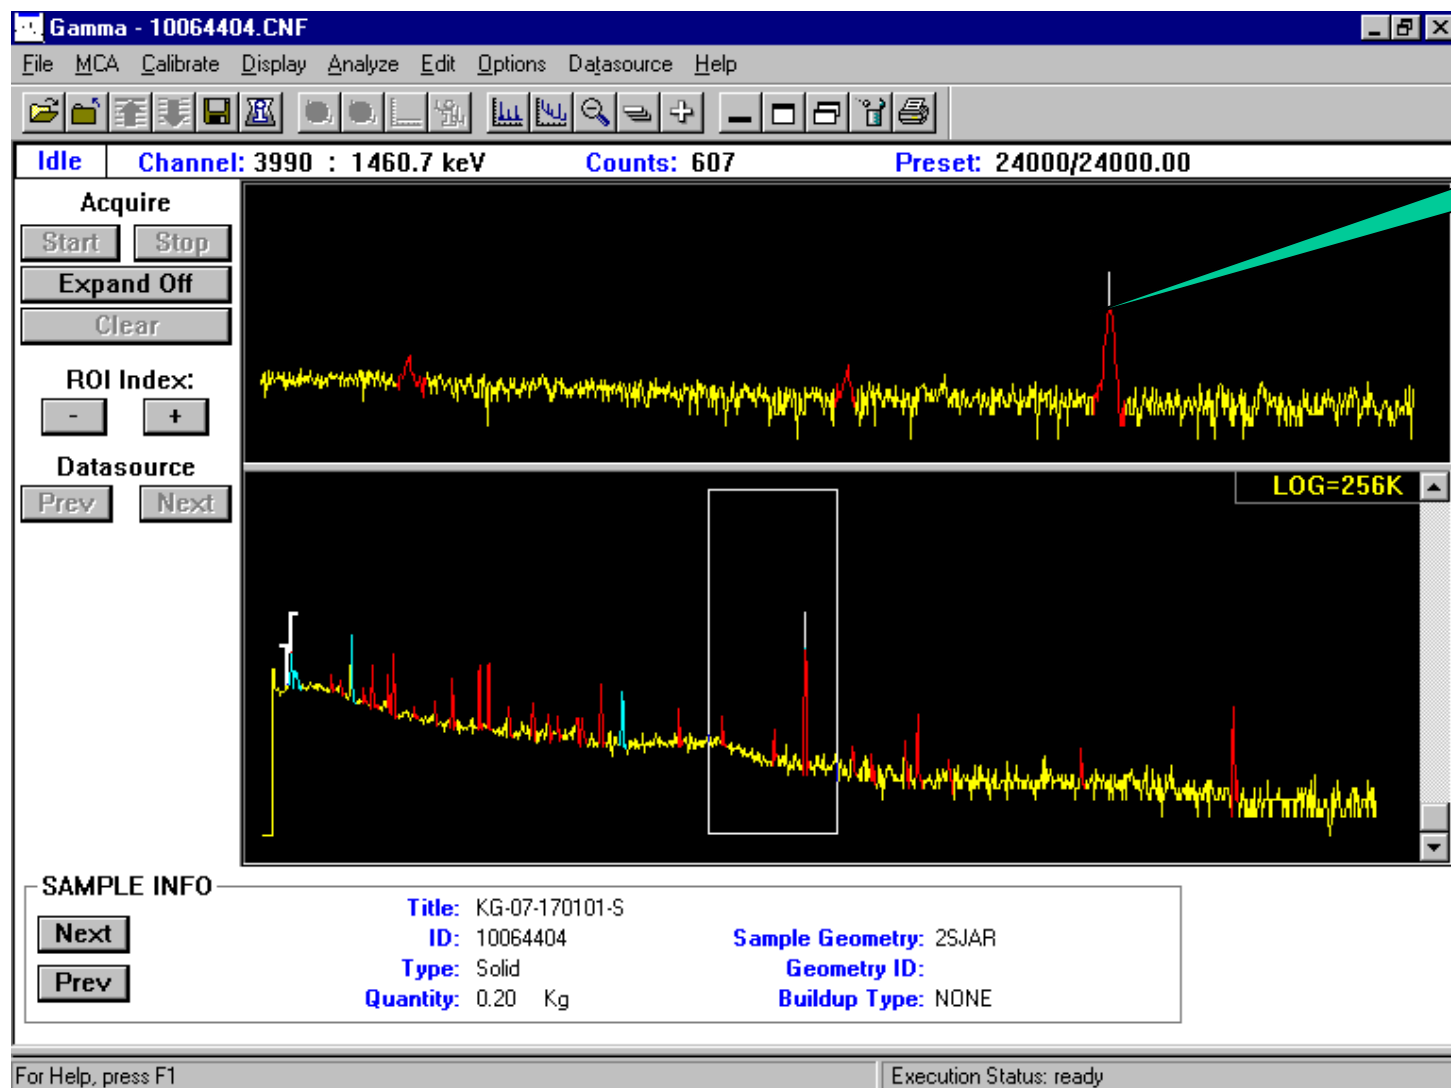 Gamma - 10064404.CNF
File MCA Calibrate Display Analyze Edit Options Datasource Help
Idle Channel: 3990 : 1460.7 keV Counts: 607 Preset: 24000/24000.00
Acquire
Start Stop
Expand Off
Clear
ROI Index:
- +
Datasource
Prev Next
LOG=256K
SAMPLE INFO
Next
Prev
Title: KG-07-170101-S
ID: 10064404
Type: Solid
Quantity: 0.20 Kg
Sample Geometry: 2SJAR
Geometry ID:
Buildup Type: NONE
For Help, press F1
Execution Status: ready